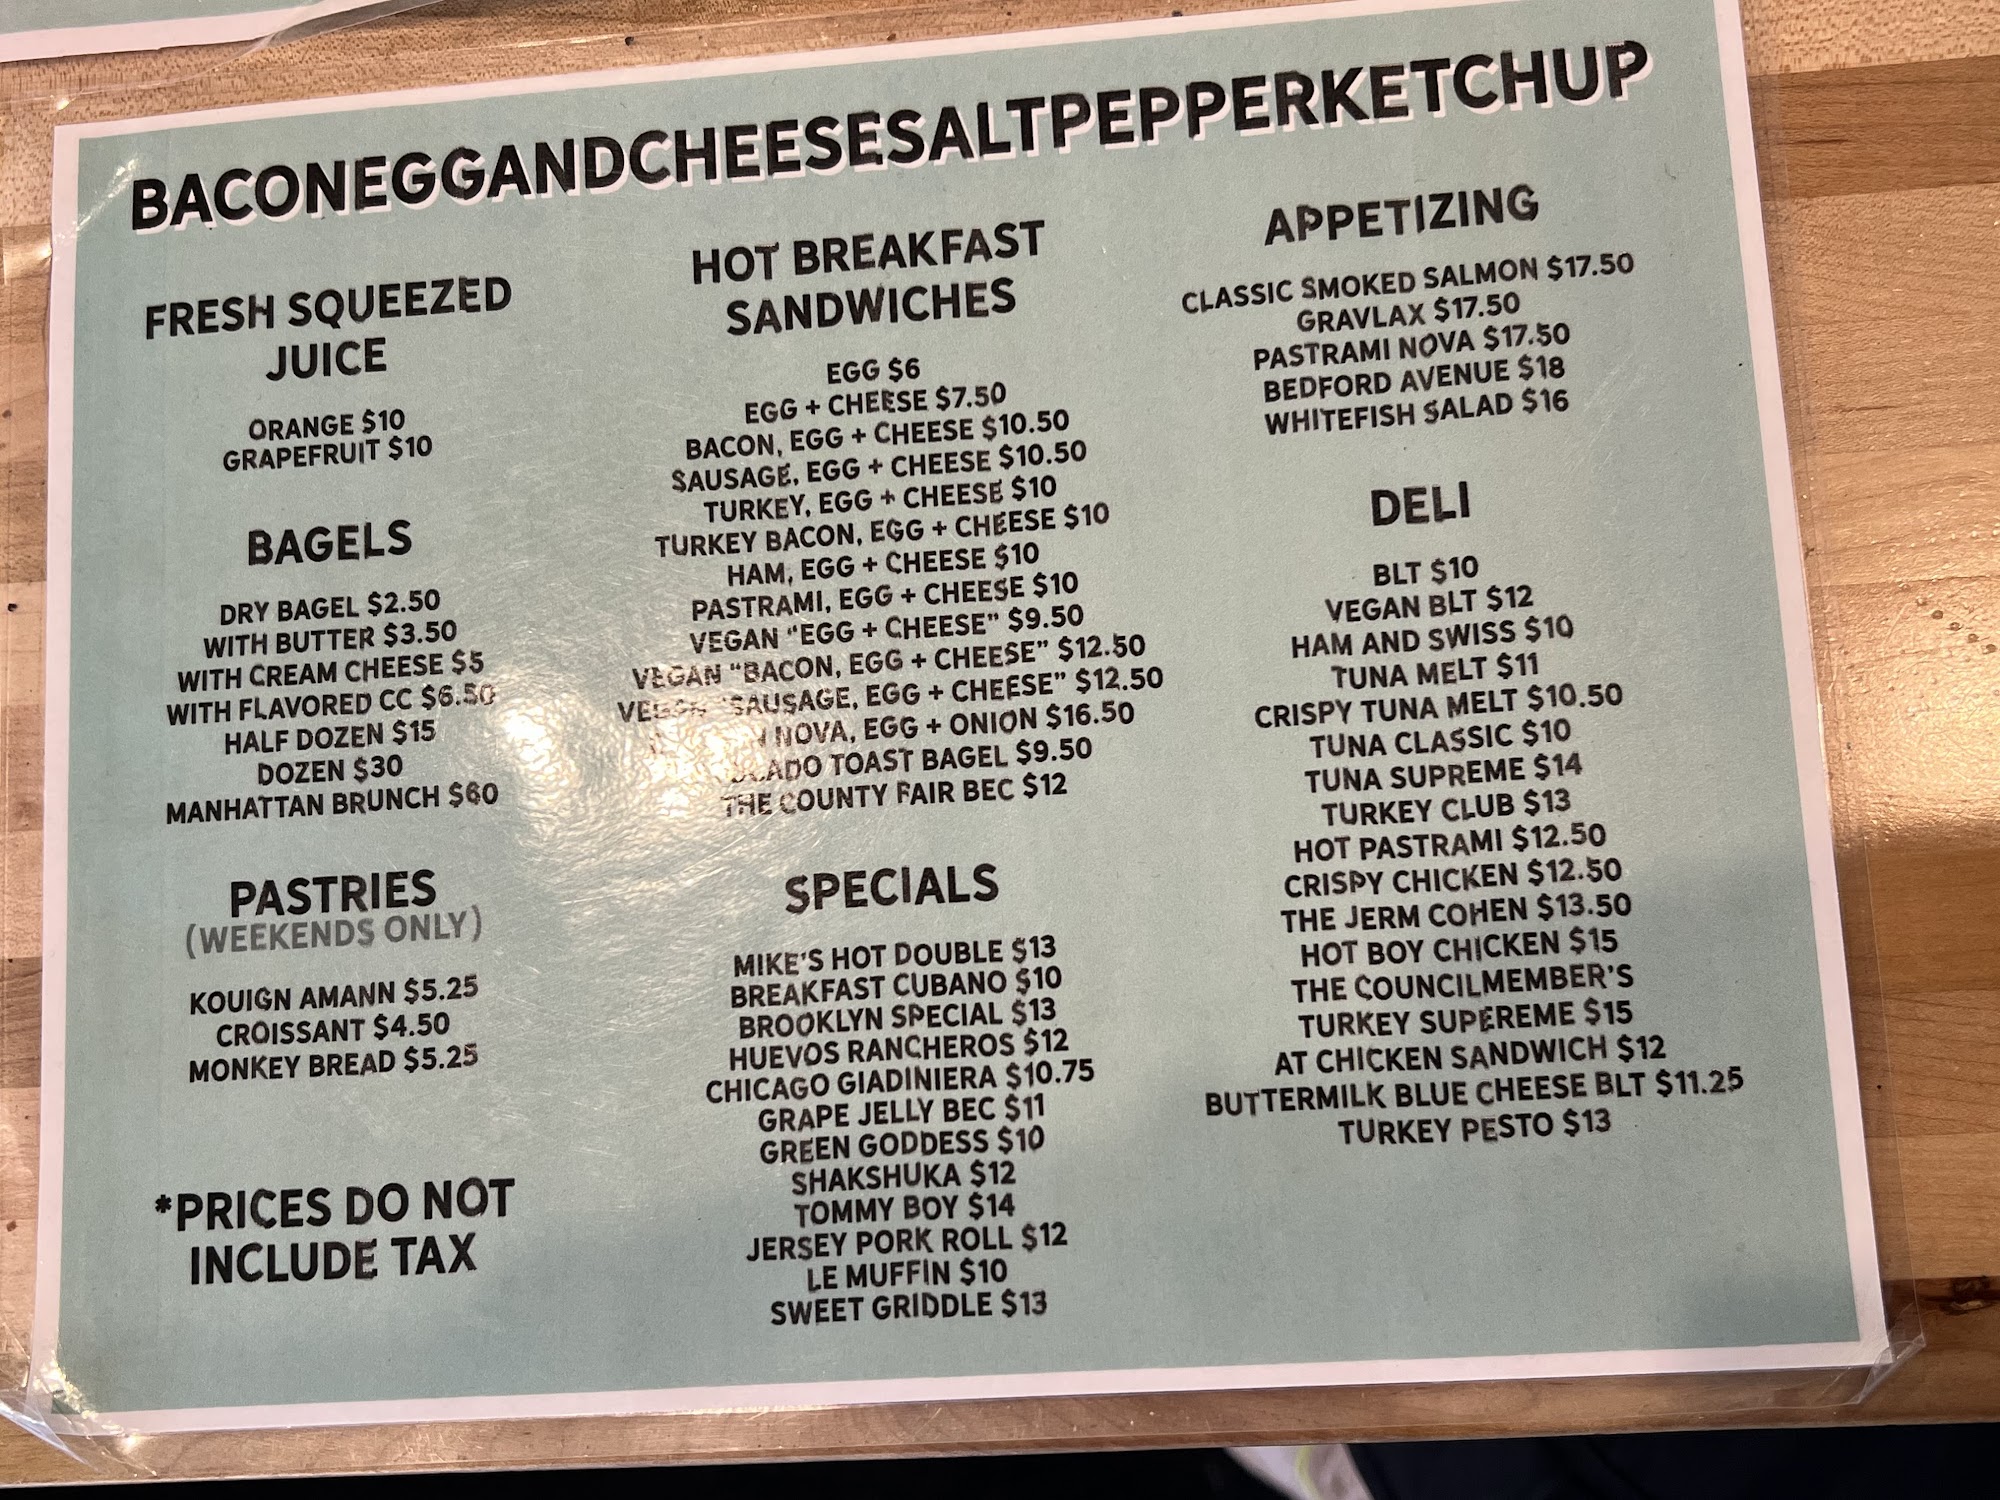 BACONEGGANDCHEESESALTPEPPERKETCHUP
FRESH SQUEEZED
JUICE
ORANGE $10
GRAPEFRUIT $10
BAGELS
DRY BAGEL $2.50
WITH BUTTER $3.50
WITH CREAM CHEESE $5
WITH FLAVORED CC $6.50
HALF DOZEN $15
DOZEN $30
MANHATTAN BRUNCH $60
PASTRIES
(WEEKENDS ONLY)
KOUIGN AMANN $5.25
CROISSANT $4.50
MONKEY BREAD $5.25
*PRICES DO NOT
INCLUDE TAX
HOT BREAKFAST
SANDWICHES
EGG $6
EGG + CHEESE $7.50
BACON, EGG + CHEESE $10.50
SAUSAGE, EGG + CHEESE $10.50
TURKEY, EGG + CHEESE $10
TURKEY BACON, EGG + CHEESE $10
HAM, EGG + CHEESE $10
PASTRAMI, EGG + CHEESE $10
VEGAN "EGG + CHEESE" $9.50
VEGAN "BACON, EGG + CHEESE" $12.50
VEGAN "SAUSAGE, EGG + CHEESE" $12.50
NOVA, EGG + ONION $16.50
TOAST BAGEL $9.50
THE COUNTY FAIR BEC $12
SPECIALS
MIKE'S HOT DOUBLE $13
BREAKFAST CUBANO $10
BROOKLYN SPECIAL $13
HUEVOS RANCHEROS $12
CHICAGO GIADINIERA $10.75
GRAPE JELLY BEC $11
GREEN GODDESS $10
SHAKSHUKA $12
TOMMY BOY $14
JERSEY PORK ROLL $12
LE MUFFIN $10
SWEET GRIDDLE $13
APPETIZING
CLASSIC SMOKED SALMON $17.50
GRAVLAX $17.50
PASTRAMI NOVA $17.50
BEDFORD AVENUE $18
WHITEFISH SALAD $16
DELI
BLT $10
VEGAN BLT $12
HAM AND SWISS $10
TUNA MELT $11
CRISPY TUNA MELT $10.50
TUNA CLASSIC $10
TUNA SUPREME $14
TURKEY CLUB $13
HOT PASTRAMI $12.50
CRISPY CHICKEN $12.50
THE JERM COHEN $13.50
HOT BOY CHICKEN $15
THE COUNCILMEMBER'S
TURKEY SUPEREME $15
AT CHICKEN SANDWICH $12
BUTTERMILK BLUE CHEESE BLT $11.25
TURKEY PESTO $13